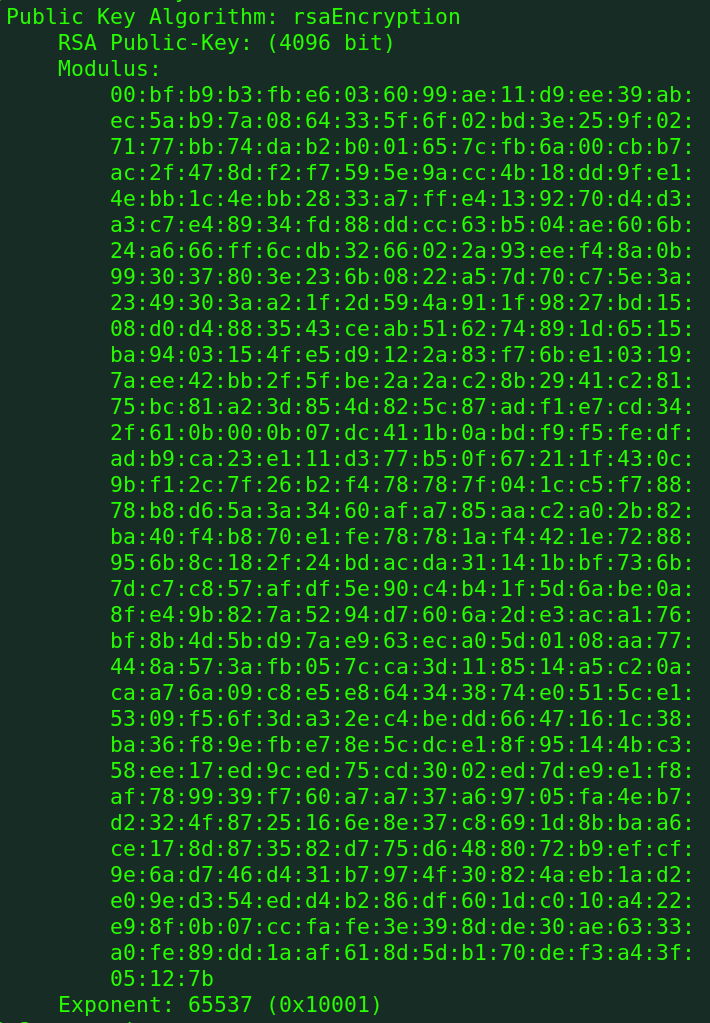 Public Key Algorithm: rsaEncryption
RSA Public-Key: (4096 bit)
Modulus:
00:bf:b9:b3:fb:e6:03:60:99:ae:11:d9:ee:39:ab:
ec:5a:b9:7a:08:64:33:5f:6f:02:bd:3e:25:9f:02:
71:77:bb:74:da:b2:b0:01:65:7c:fb:6a:00:cb:b7:
ac:2f:47:8d:f2:f7:59:5e:9a:cc:4b:18:dd:9f:e1:
4e:bb:1c:4e:bb:28:33:a7:ff:e4:13:92:70:d4:d3:
a3:c7:e4:89:34:fd:88:dd:cc:63:b5:04:ae:60:6b:
24:a6:66:ff:6c:db:32:66:02:2a:93:ee:f4:8a:0b:
99:30:37:80:3e:23:6b:08:22:a5:7d:70:c7:5e:3a:
23:49:30:3a:a2:1f:2d:59:4a:91:1f:98:27:bd:15:
08:d0:d4:88:35:43:ce:ab:51:62:74:89:1d:65:15:
ba:94:03:15:4f:e5:d9:12:2a:83:f7:6b:e1:03:19:
7a:ee:42:bb:2f:5f:be:2a:2a:c2:8b:29:41:c2:81:
75:bc:81:a2:3d:85:4d:82:5c:87:ad:f1:e7:cd:34:
2f:61:0b:00:0b:07:dc:41:1b:0a:bd:f9:f5:fe:df:
ad:b9:ca:23:e1:11:d3:77:b5:0f:67:21:1f:43:0c:
9b:f1:2c:7f:26:b2:f4:78:78:7f:04:1c:c5:f7:88:
78:b8:d6:5a:3a:34:60:af:a7:85:aa:c2:a0:2b:82:
ba:40:f4:b8:70:e1:fe:78:78:1a:f4:42:1e:72:88:
95:6b:8c:18:2f:24:bd:ac:da:31:14:1b:bf:73:6b:
7d:c7:c8:57:af:df:5e:90:c4:b4:1f:5d:6a:be:0a:
8f:e4:9b:82:7a:52:94:d7:60:6a:2d:e3:ac:a1:76:
bf:8b:4d:5b:d9:7a:e9:63:ec:a0:5d:01:08:aa:77:
44:8a:57:3a:fb:05:7c:ca:3d:11:85:14:a5:c2:0a:
ca:a7:6a:09:c8:e5:e8:64:34:38:74:e0:51:5c:e1:
53:09:f5:6f:3d:a3:2e:c4:be:dd:66:47:16:1c:38:
ba:36:f8:9e:fb:e7:8e:5c:dc:e1:8f:95:14:4b:c3:
58:ee:17:ed:9c:ed:75:cd:30:02:ed:7d:e9:e1:f8:
af:78:99:39:f7:60:a7:a7:37:a6:97:05:fa:4e:b7:
d2:32:4f:87:25:16:6e:8e:37:c8:69:1d:8b:ba:a6:
ce:17:8d:87:35:82:d7:75:d6:48:80:72:b9:ef:cf:
9e:6a:d7:46:d4:31:b7:97:4f:30:82:4a:eb:1a:d2:
e0:9e:d3:54:ed:d4:b2:86:df:60:1d:c0:10:a4:22:
e9:8f:0b:07:cc:fa:fe:3e:39:8d:de:30:ae:63:33:
a0:fe:89:dd:1a:af:61:8d:5d:b1:70:de:f3:a4:3f:
05:12:7b
Exponent: 65537 (0x10001)